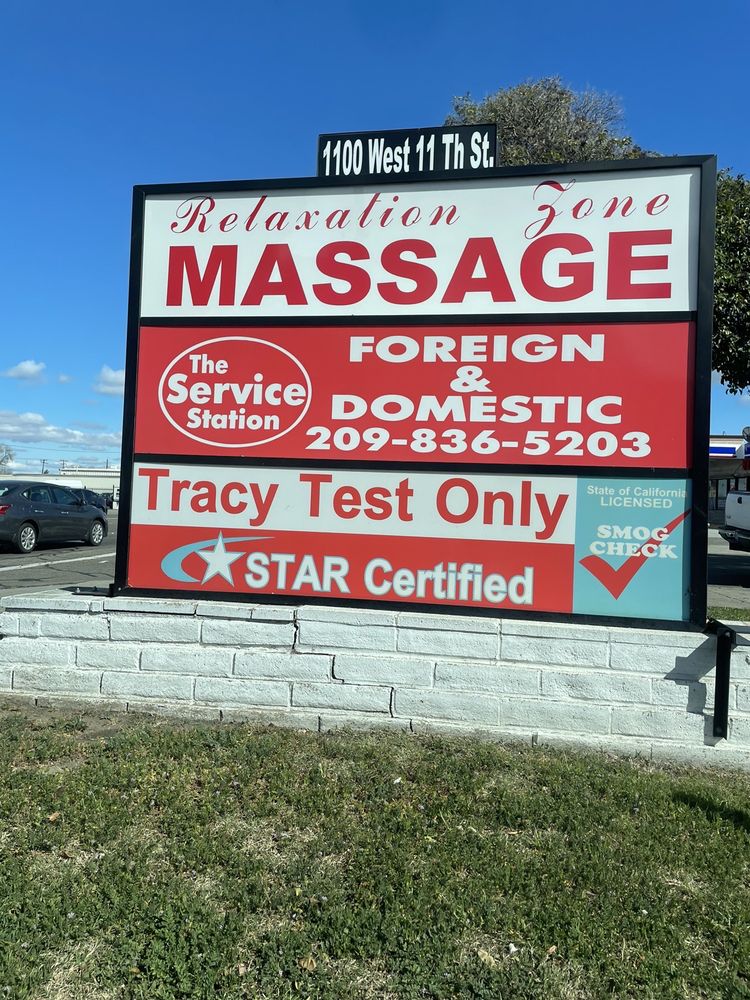 1100 West 11 Th St.
Relaxation Zone
MASSAGE
The
Service
Station
FOREIGN
&
DOMESTIC
209-836-5203
Tracy Test Only
STAR Certified
State of California
LICENSED
SMOG
CHECK